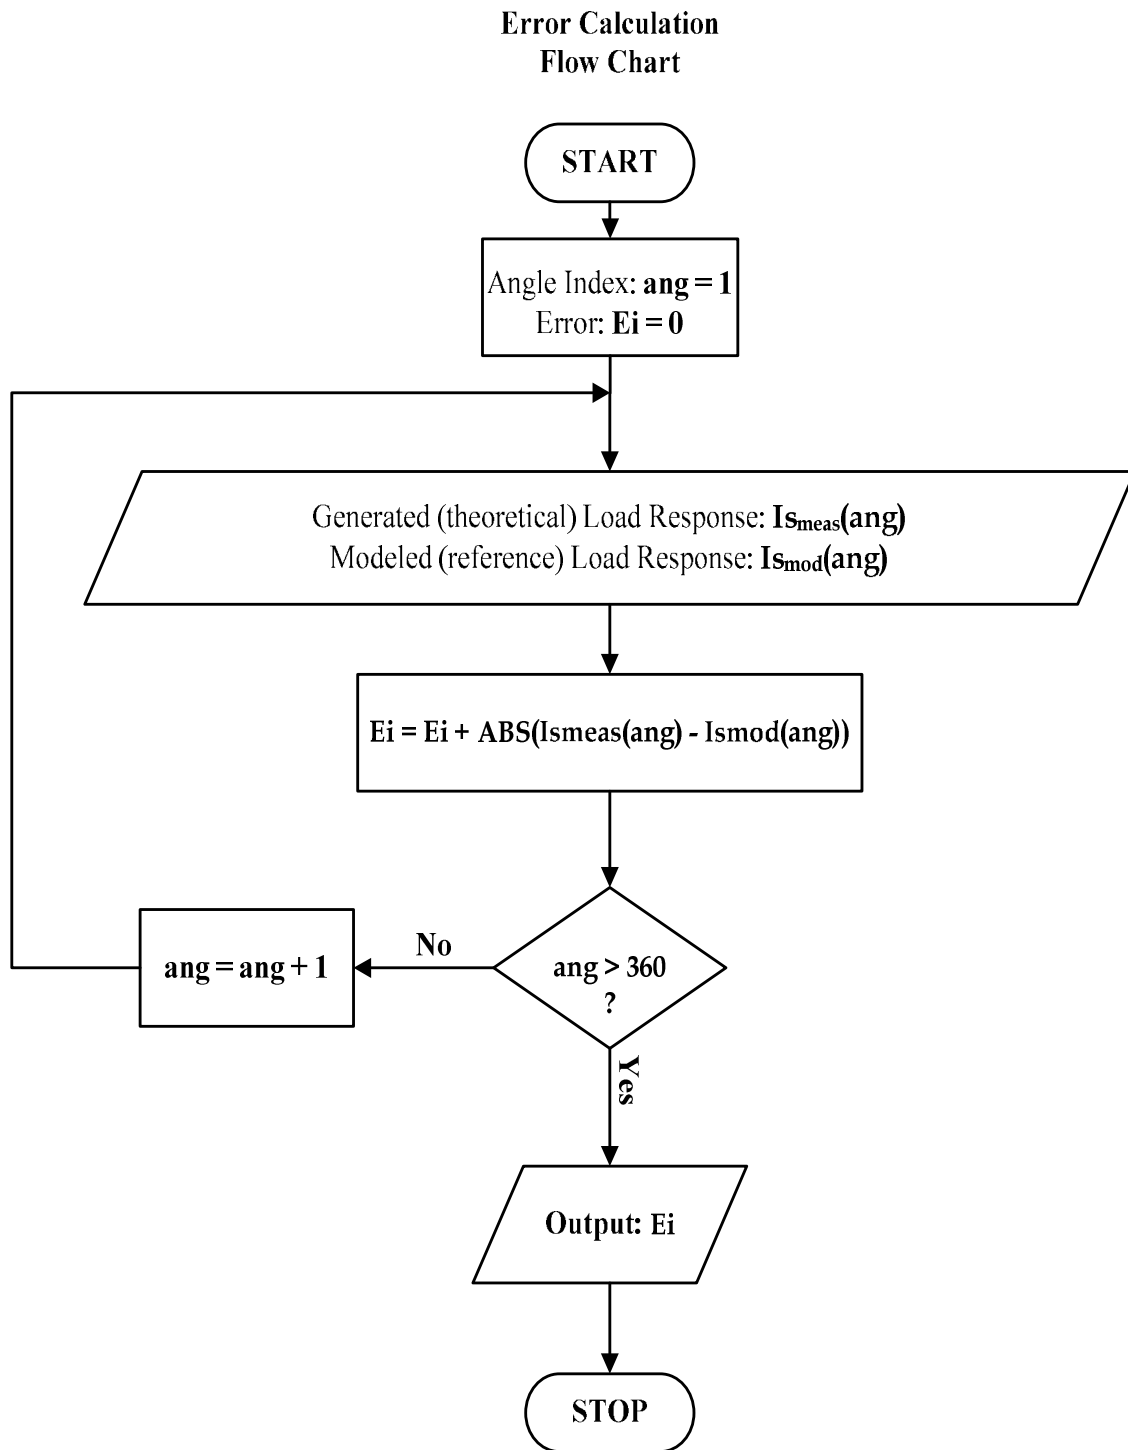 Error Calculation
Flow Chart
START
Angle Index: ang = 1
Error: Ei = 0
Generated (theoretical) Load Response: Ismeas(ang)
Modeled (reference) Load Response: Ismod(ang)
Ei = Ei + ABS(Ismeas(ang) - Ismod(ang))
No
ang = ang + 1
ang > 360
?
Yes
Output: Ei
STOP